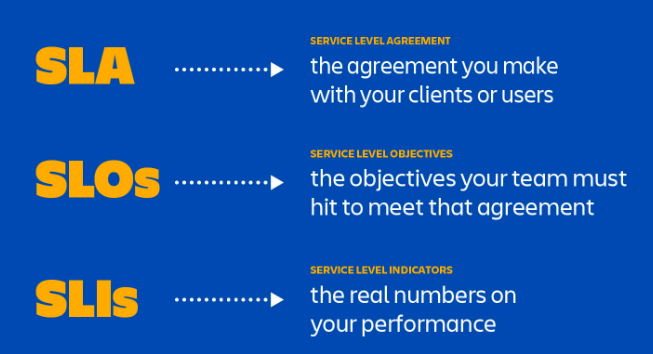 SLA
SERVICE LEVEL AGREEMENT
the agreement you make
with your clients or users
SLOs
SERVICE LEVEL OBJECTIVES
the objectives your team must
hit to meet that agreement
SLIs
SERVICE LEVEL INDICATORS
the real numbers on
your performance